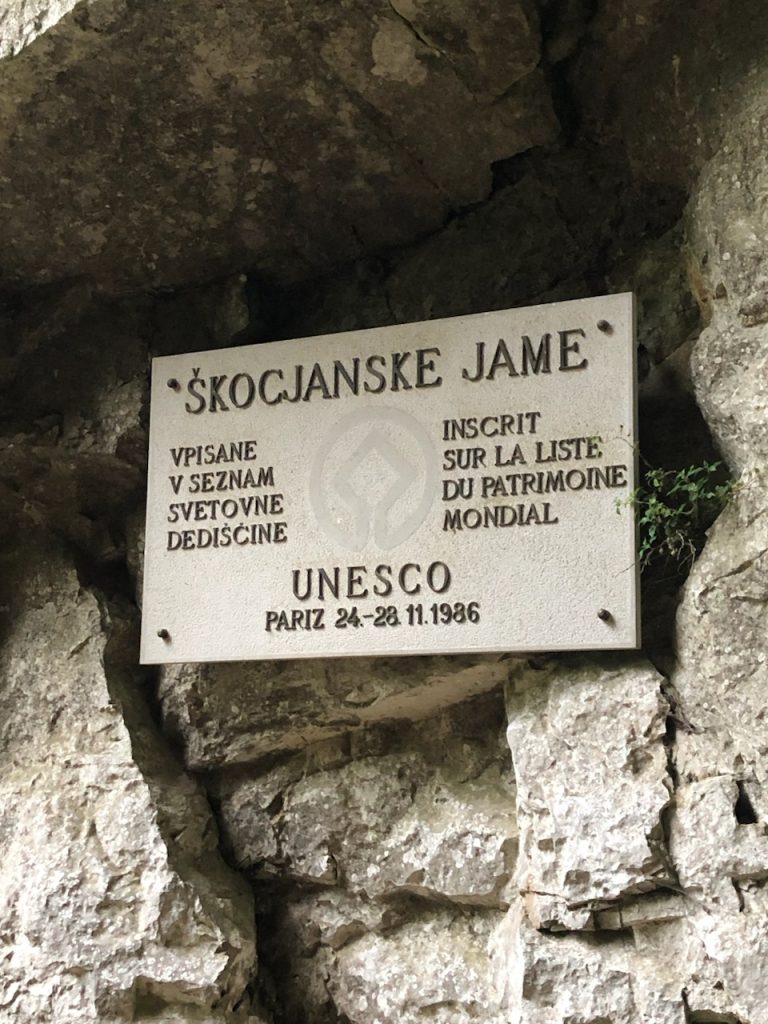 ŠKOCJANSKE JAME
VPISANE
V SEZNAM
SVETOVNE
DEDIŠČINE
INSCRIT
SUR LA LISTE
DU PATRIMOINE
MONDIAL
UNESCO
PARIZ 24.-28.11.1986